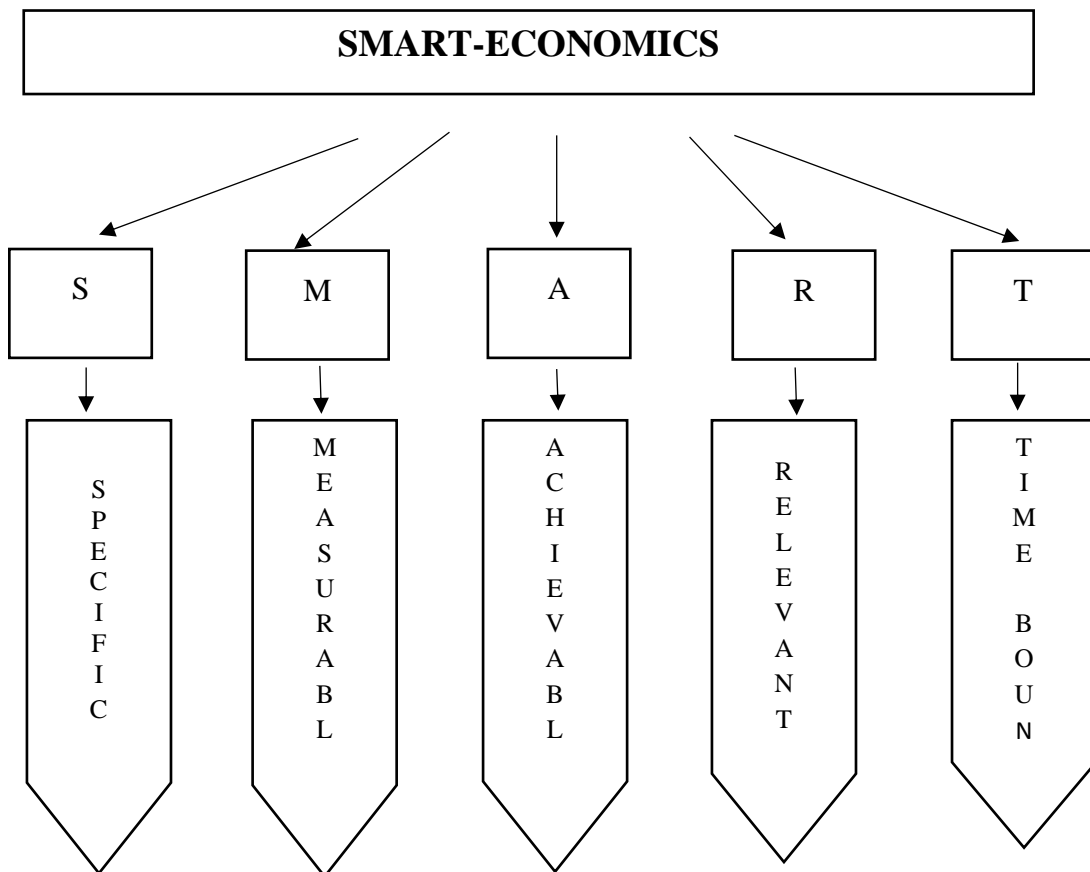 SMART-ECONOMICS
S
M
A
R
T
SPECIFIC
MEASURABL
ACHIEVABL
RELEVANT
TIME BOUN